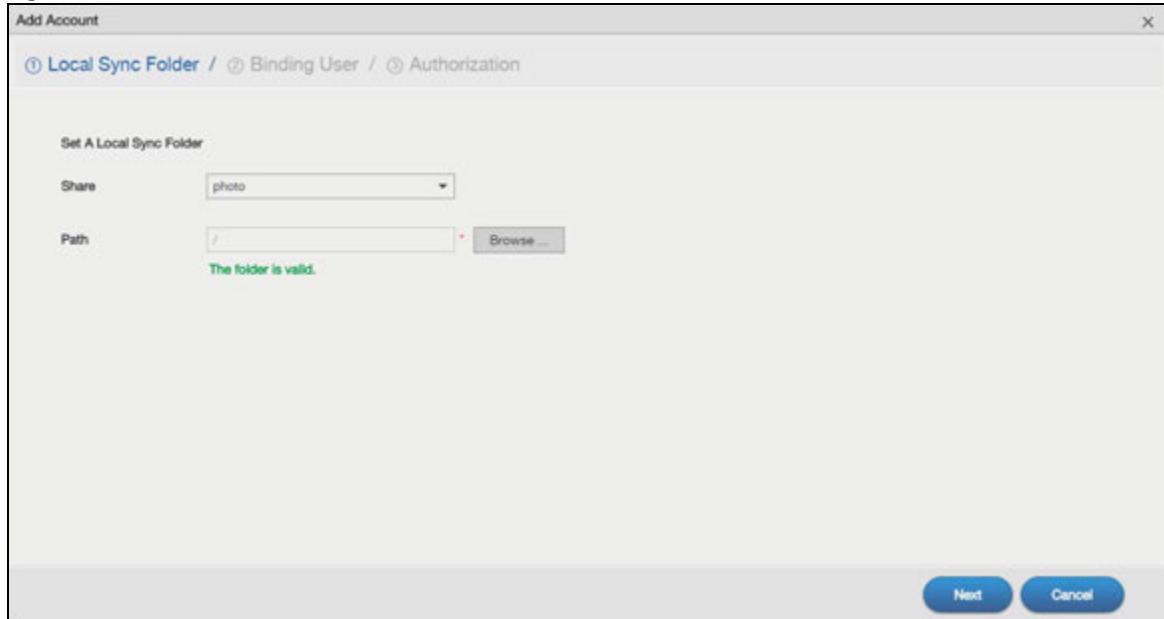 Add Account
① Local Sync Folder / ② Binding User / ③ Authorization
Set A Local Sync Folder
Share photo
Path / * Browse ...
The folder is valid.
Next Cancel